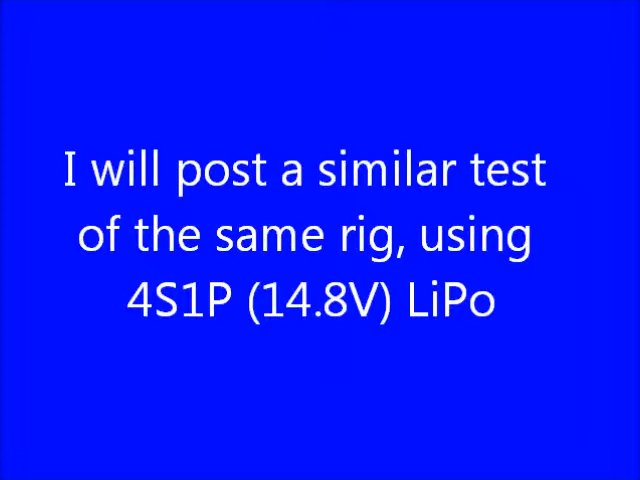 I will post a similar test
of the same rig, using
4S1P (14.8V) LiPo